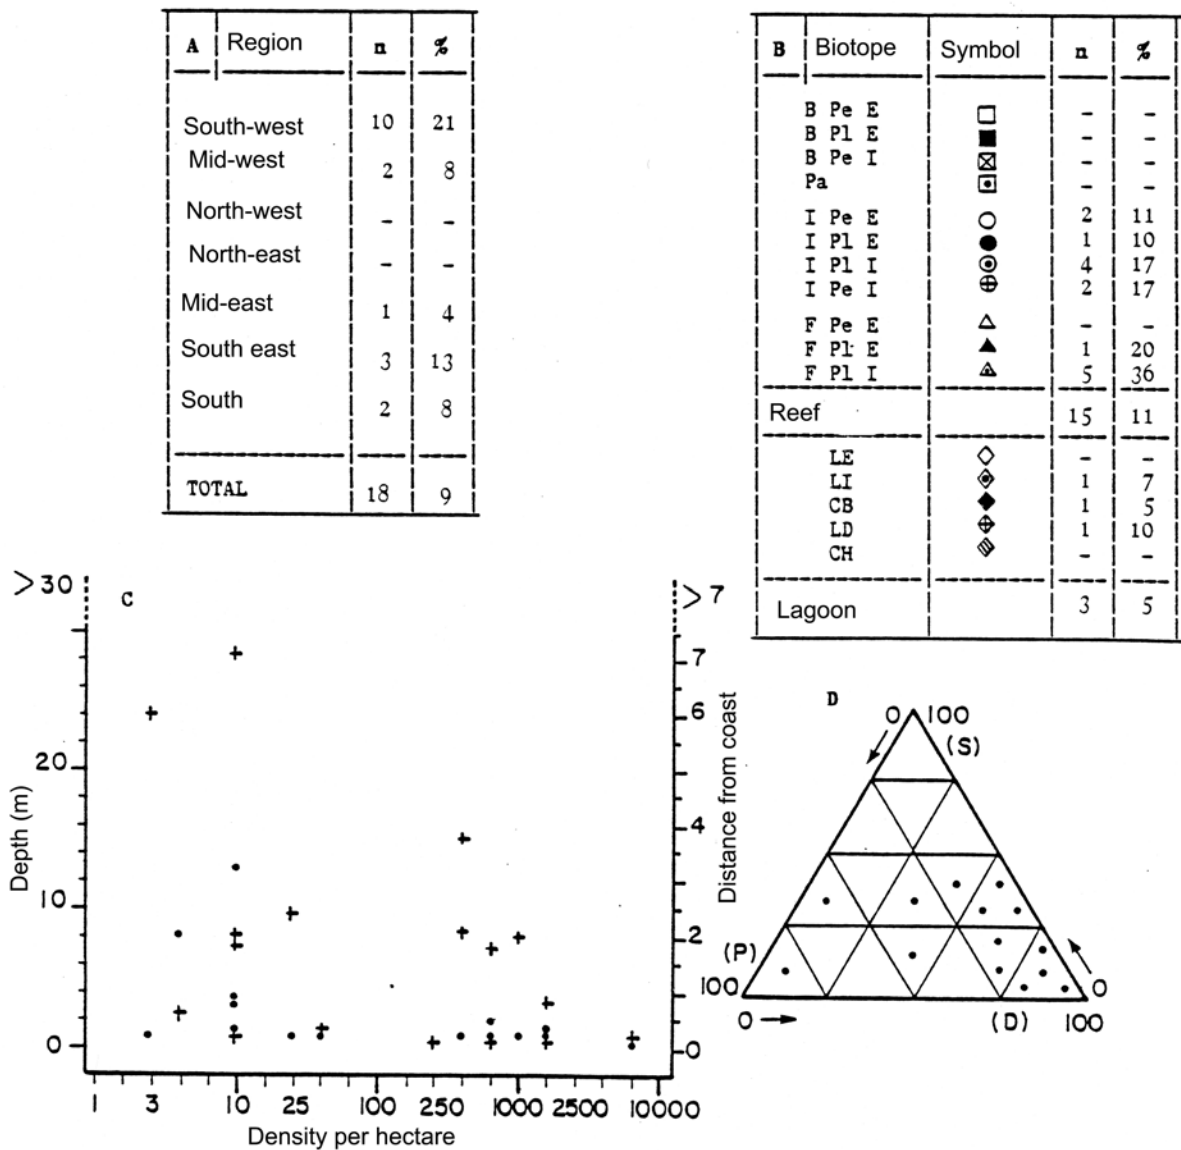 A Region n %
South-west 10 21
Mid-west 2 8
North-west - -
North-east - -
Mid-east 1 4
South east 3 13
South 2 8
TOTAL 18 9
B Biotope Symbol n %
B Pe E - -
B Pl E - -
B Pe I - -
Pa - -
I Pe E 2 11
I Pl E 1 10
I Pl I 4 17
I Pe I 2 17
F Pe E - -
F Pl E 1 20
F Pl I 5 36
Reef 15 11
LE - -
LI 1 7
CB 1 5
LD 1 10
CH - -
Lagoon 3 5
C
>30
20
10
0
Depth (m)
>7
7
6
4
2
0
Distance from coast
1 3 10 25 100 250 1000 2500 10000
Density per hectare
D
0 100
(S)
(P)
100 0
0 (D) 100